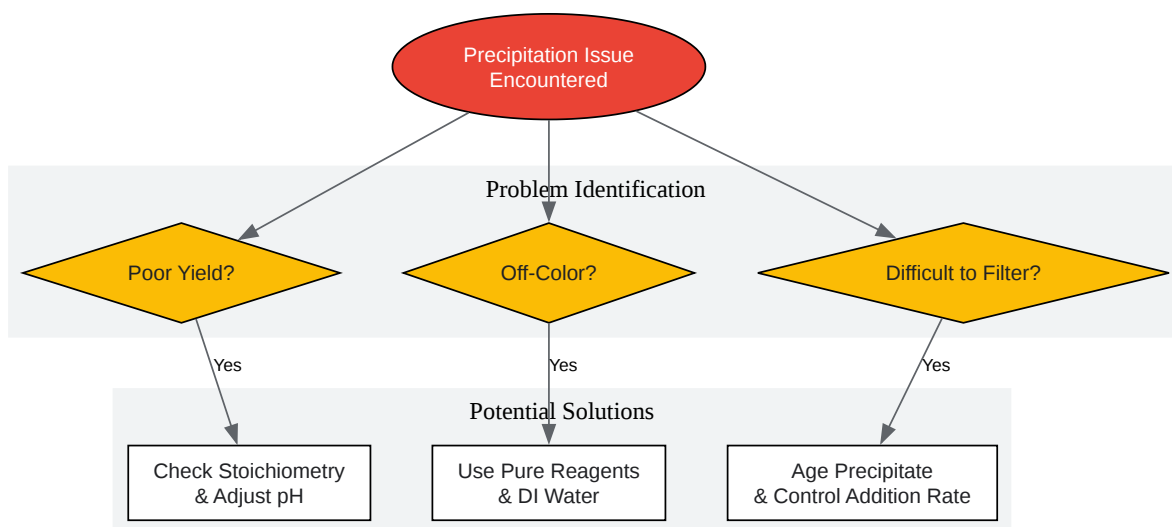 Precipitation Issue
Encountered
Problem Identification
Poor Yield?
Off-Color?
Difficult to Filter?
Yes
Yes
Yes
Potential Solutions
Check Stoichiometry
& Adjust pH
Use Pure Reagents
& DI Water
Age Precipitate
& Control Addition Rate